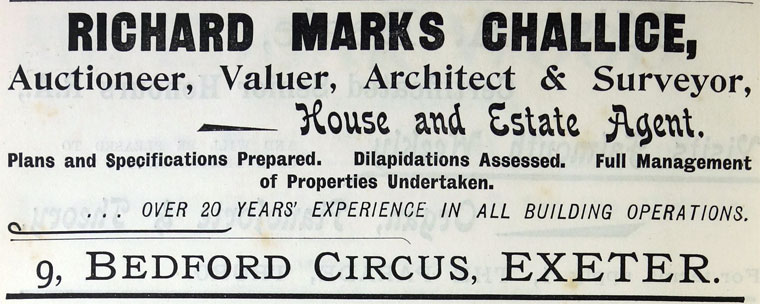 RICHARD MARKS CHALLICE,
Auctioneer, Valuer, Architect & Surveyor,
House and Estate Agent.
Plans and Specifications Prepared. Dilapidations Assessed. Full Management
of Properties Undertaken.
... OVER 20 YEARS' EXPERIENCE IN ALL BUILDING OPERATIONS.
9, BEDFORD CIRCUS, EXETER.